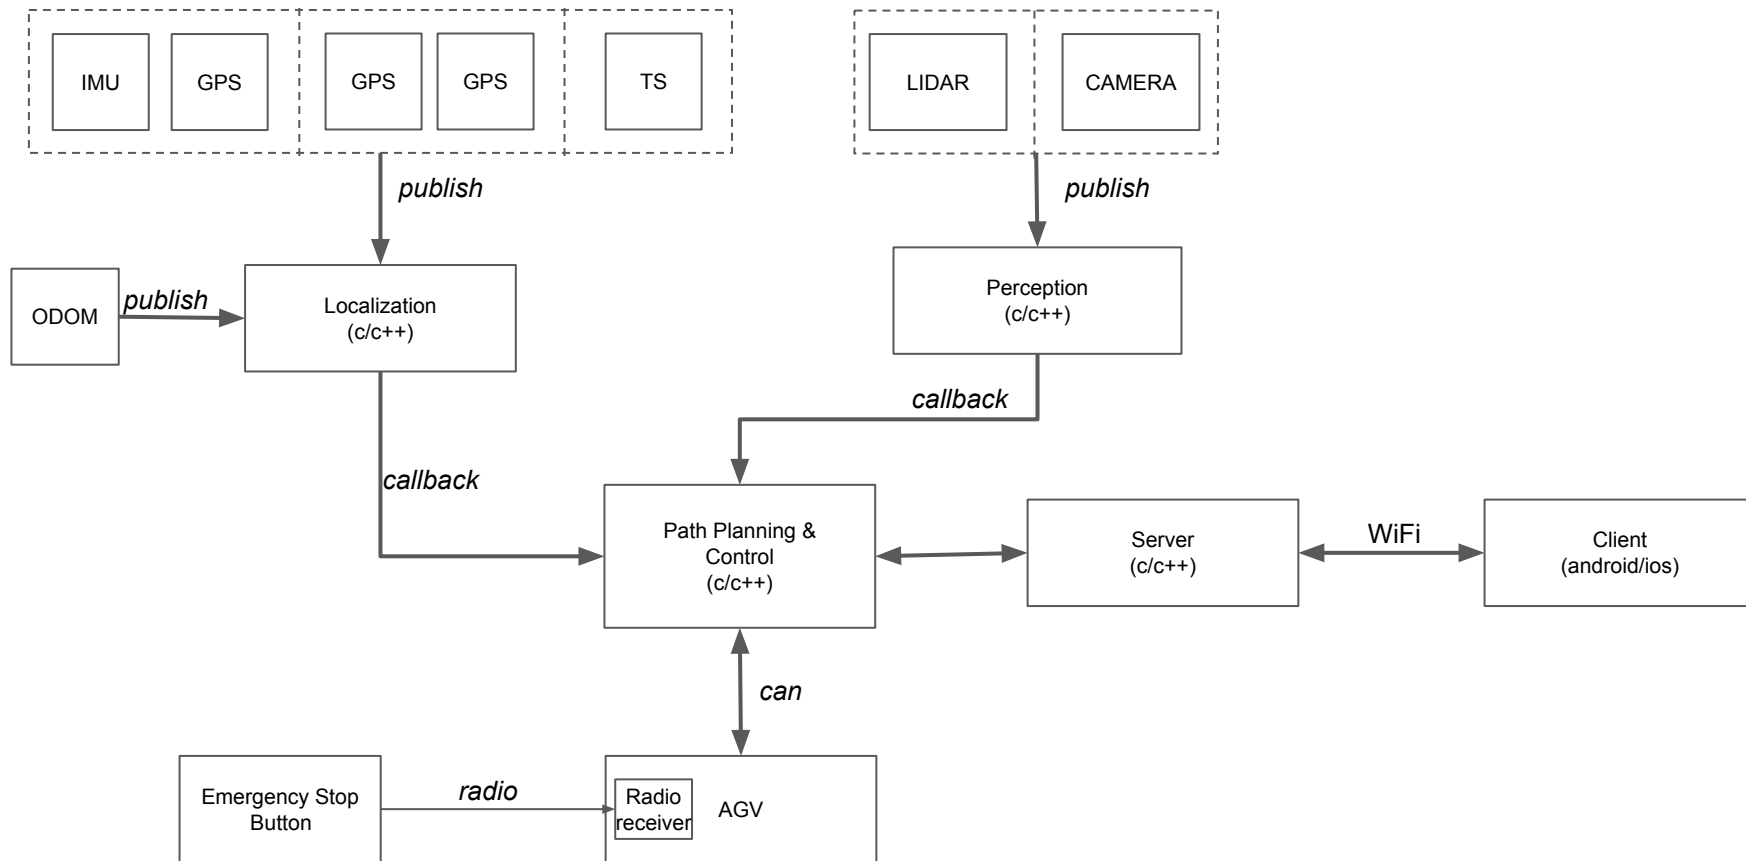 IMU
GPS
GPS
GPS
TS
LIDAR
CAMERA
publish
publish
ODOM
publish
Localization
(c/c++)
Perception
(c/c++)
callback
callback
Path Planning &
Control
(c/c++)
Server
(c/c++)
WiFi
Client
(android/ios)
can
Emergency Stop
Button
radio
Radio
receiver
AGV